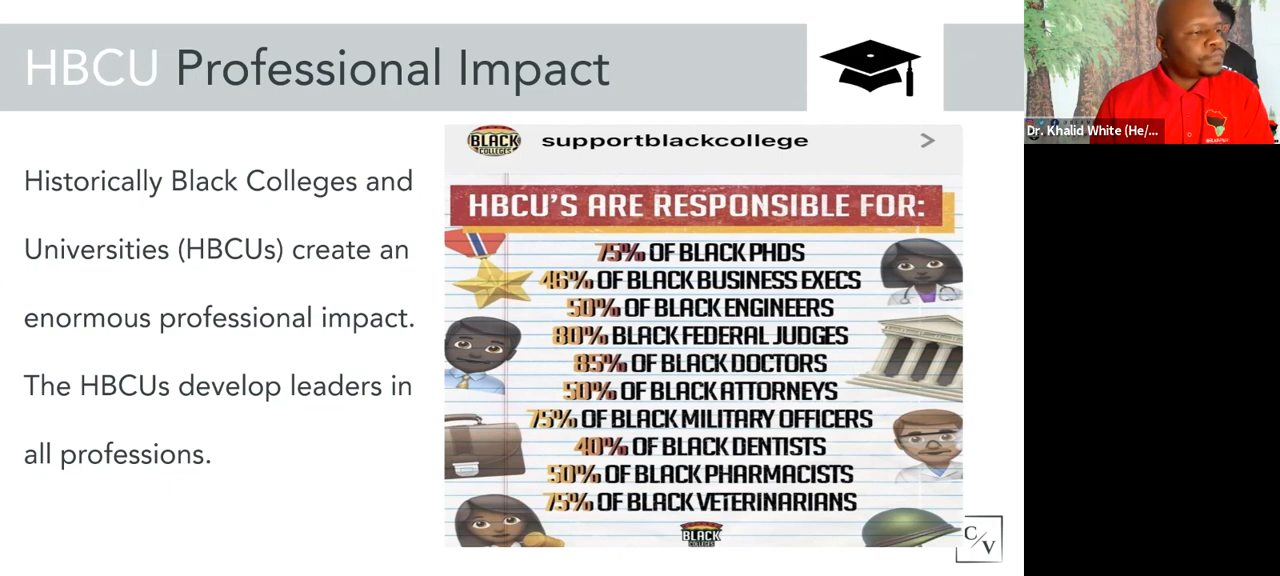 HBCU Professional Impact
Historically Black Colleges and
Universities (HBCUs) create an
enormous professional impact.
The HBCUs develop leaders in
all professions.
BLACK
COLLEGES
supportblackcollege
HBCU'S ARE RESPONSIBLE FOR:
75% OF BLACK PHDS
46% OF BLACK BUSINESS EXECS
50% OF BLACK ENGINEERS
80% BLACK FEDERAL JUDGES
85% OF BLACK DOCTORS
50% OF BLACK ATTORNEYS
75% OF BLACK MILITARY OFFICERS
40% OF BLACK DENTISTS
50% OF BLACK PHARMACISTS
75% OF BLACK VETERINARIANS
BLACK
COLLEGES
C/V
Dr. Khalid White (He/...